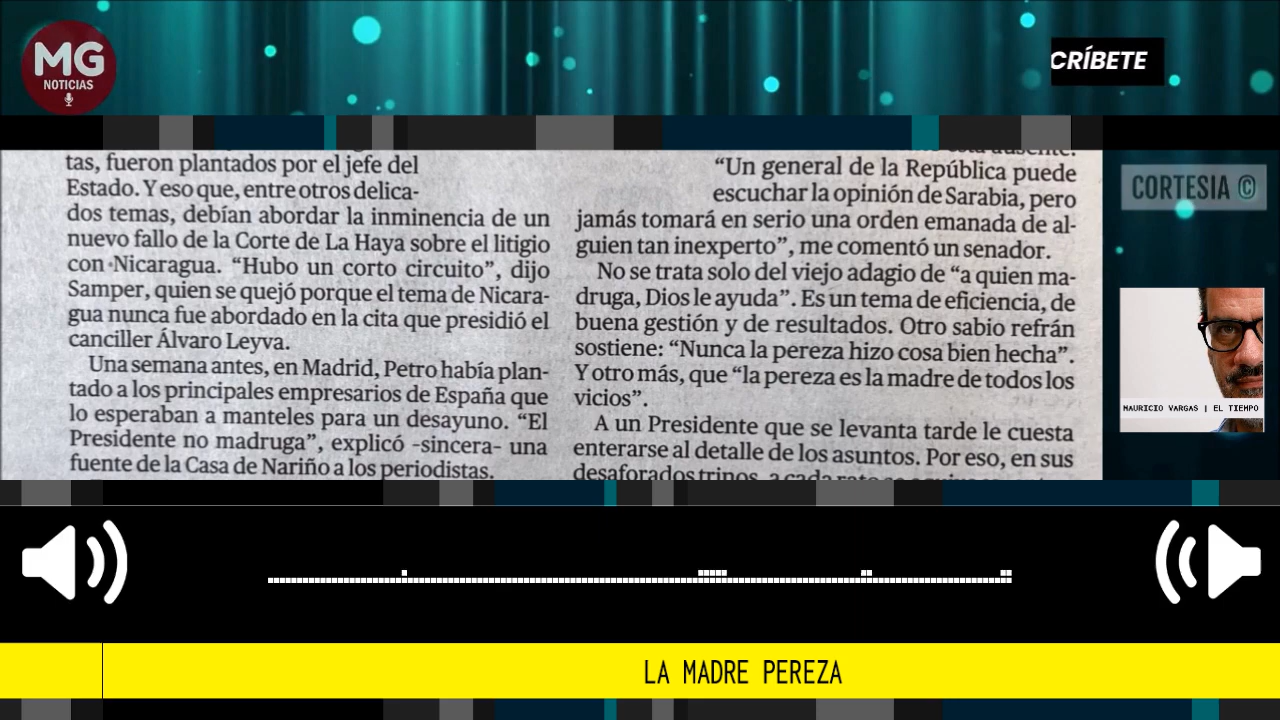 MG
NOTICIAS
CRÍBETE
tas, fueron plantados por el jefe del
Estado. Y eso que, entre otros delica-
dos temas, debían abordar la inminencia de un
nuevo fallo de la Corte de La Haya sobre el litigio
con Nicaragua. “Hubo un corto circuito”, dijo
Samper, quien se quejó porque el tema de Nicara-
gua nunca fue abordado en la cita que presidió el
canciller Álvaro Leyva.
Una semana antes, en Madrid, Petro había plan-
tado a los principales empresarios de España que
lo esperaban a manteles para un desayuno. “El
Presidente no madruga”, explicó -sincera- una
fuente de la Casa de Nariño a los periodistas.
ausente.
“Un general de la República puede
escuchar la opinión de Sarabia, pero
jamás tomará en serio una orden emanada de al-
guien tan inexperto”, me comentó un senador.
No se trata solo del viejo adagio de “a quien ma-
druga, Dios le ayuda”. Es un tema de eficiencia, de
buena gestión y de resultados. Otro sabio refrán
sostiene: “Nunca la pereza hizo cosa bien hecha”.
Y otro más, que “la pereza es la madre de todos los
vicios”.
A un Presidente que se levanta tarde le cuesta
enterarse al detalle de los asuntos. Por eso, en sus
desaforados trinos, a cada rato se
CORTESIA ©
MAURICIO VARGAS | EL TIEMPO
LA MADRE PEREZA